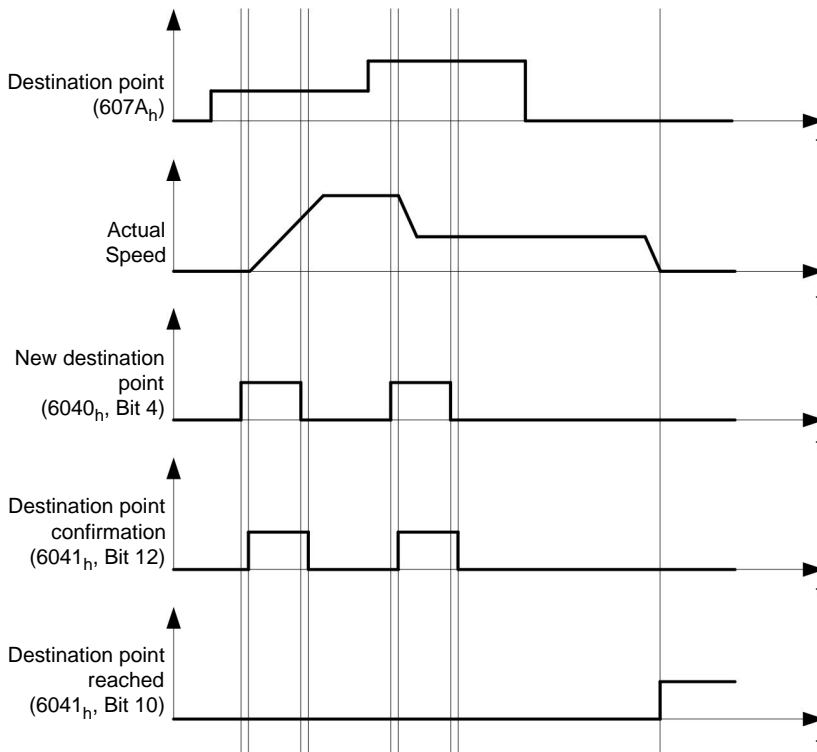 Destination point
(607Ah)
Actual
Speed
New destination
point
(6040h, Bit 4)
Destination point
confirmation
(6041h, Bit 12)
Destination point
reached
(6041h, Bit 10)